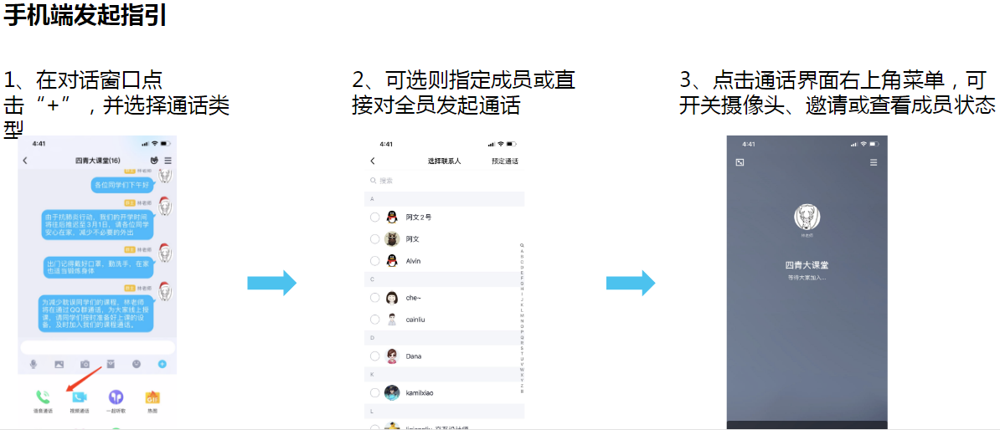 手机端发起指引
1、在对话窗口点
击“+”，并选择通话类
型
2、可选则指定成员或直
接对全员发起通话
3、点击通话界面右上角菜单，可
开关摄像头、邀请或查看成员状态
4:41
四青大课堂(16)
林老师
各位同学们下午好
林老师
由于抗肺炎行动，我们的开学时间
将往后推迟至3月1日，请各位同学
安心在家，减少不必要的外出
林老师
出门记得戴好口罩，勤洗手，在家
也适当锻炼身体
林老师
为减少耽误同学们的课程，林老师
将在通过QQ群通话，为大家线上授
课，请同学们按时准备好上课的设
备，及时加入我们的课程通话。
语音通话
视频通话
一起听歌
GIF
热图
4:41
选择联系人
预定通话
搜索
A
阿文2号
阿文
Alvin
C
che~
cainliu
D
Dana
K
kamilxiao
L
A
B
C
D
E
F
G
H
I
J
K
L
M
N
O
P
Q
R
S
T
U
V
W
X
Y
Z
#
4:41
林老师
四青大课堂
等待大家加入...